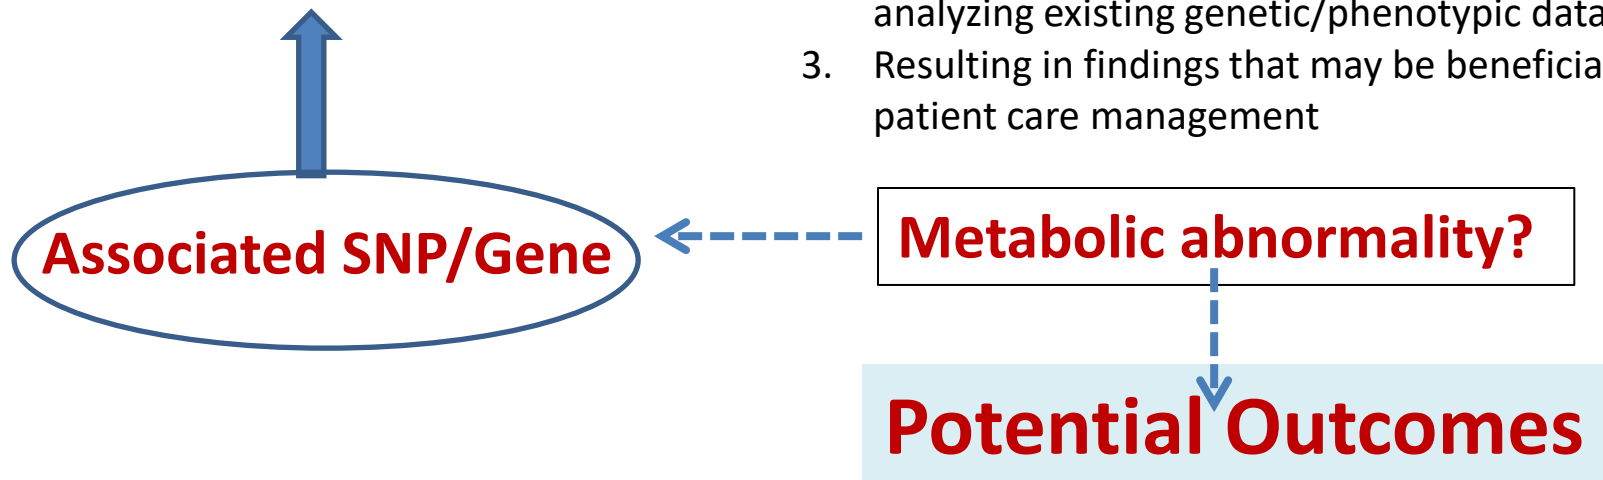 analyzing existing genetic/phenotypic data
3. Resulting in findings that may be beneficia
patient care management
Associated SNP/Gene
Metabolic abnormality?
Potential Outcomes